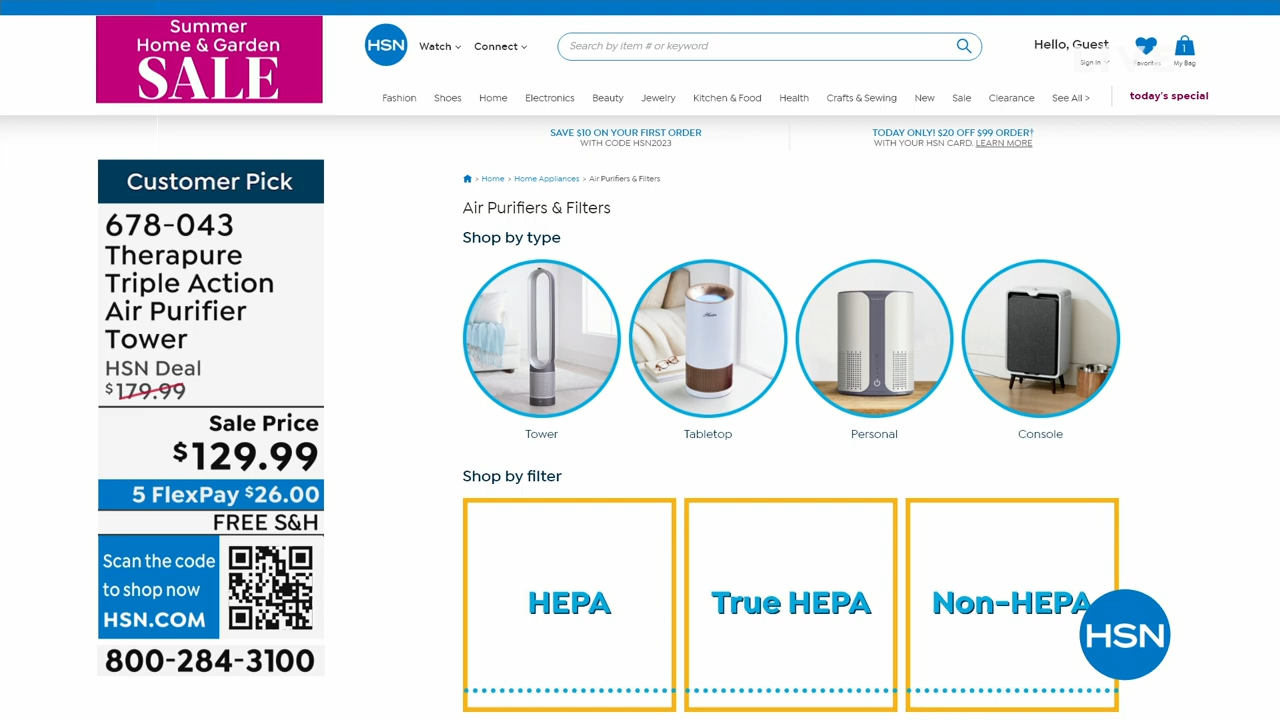 Summer
Home & Garden
SALE
HSN
Watch
Connect
Search by item # or keyword
Hello, Guest
Sign In
Favorites
1
My Bag
Fashion
Shoes
Home
Electronics
Beauty
Jewelry
Kitchen & Food
Health
Crafts & Sewing
New
Sale
Clearance
See All >
today's special
SAVE $10 ON YOUR FIRST ORDER
WITH CODE HSN2023
TODAY ONLY! $20 OFF $99 ORDER†
WITH YOUR HSN CARD. LEARN MORE
Customer Pick
678-043
Therapure
Triple Action
Air Purifier
Tower
HSN Deal
$179.99
Sale Price
$129.99
5 FlexPay $26.00
FREE S&H
Scan the code
to shop now
HSN.COM
800-284-3100
> Home > Home Appliances > Air Purifiers & Filters
Air Purifiers & Filters
Shop by type
Tower
Tabletop
Personal
Console
Shop by filter
HEPA
True HEPA
Non-HEPA
HSN